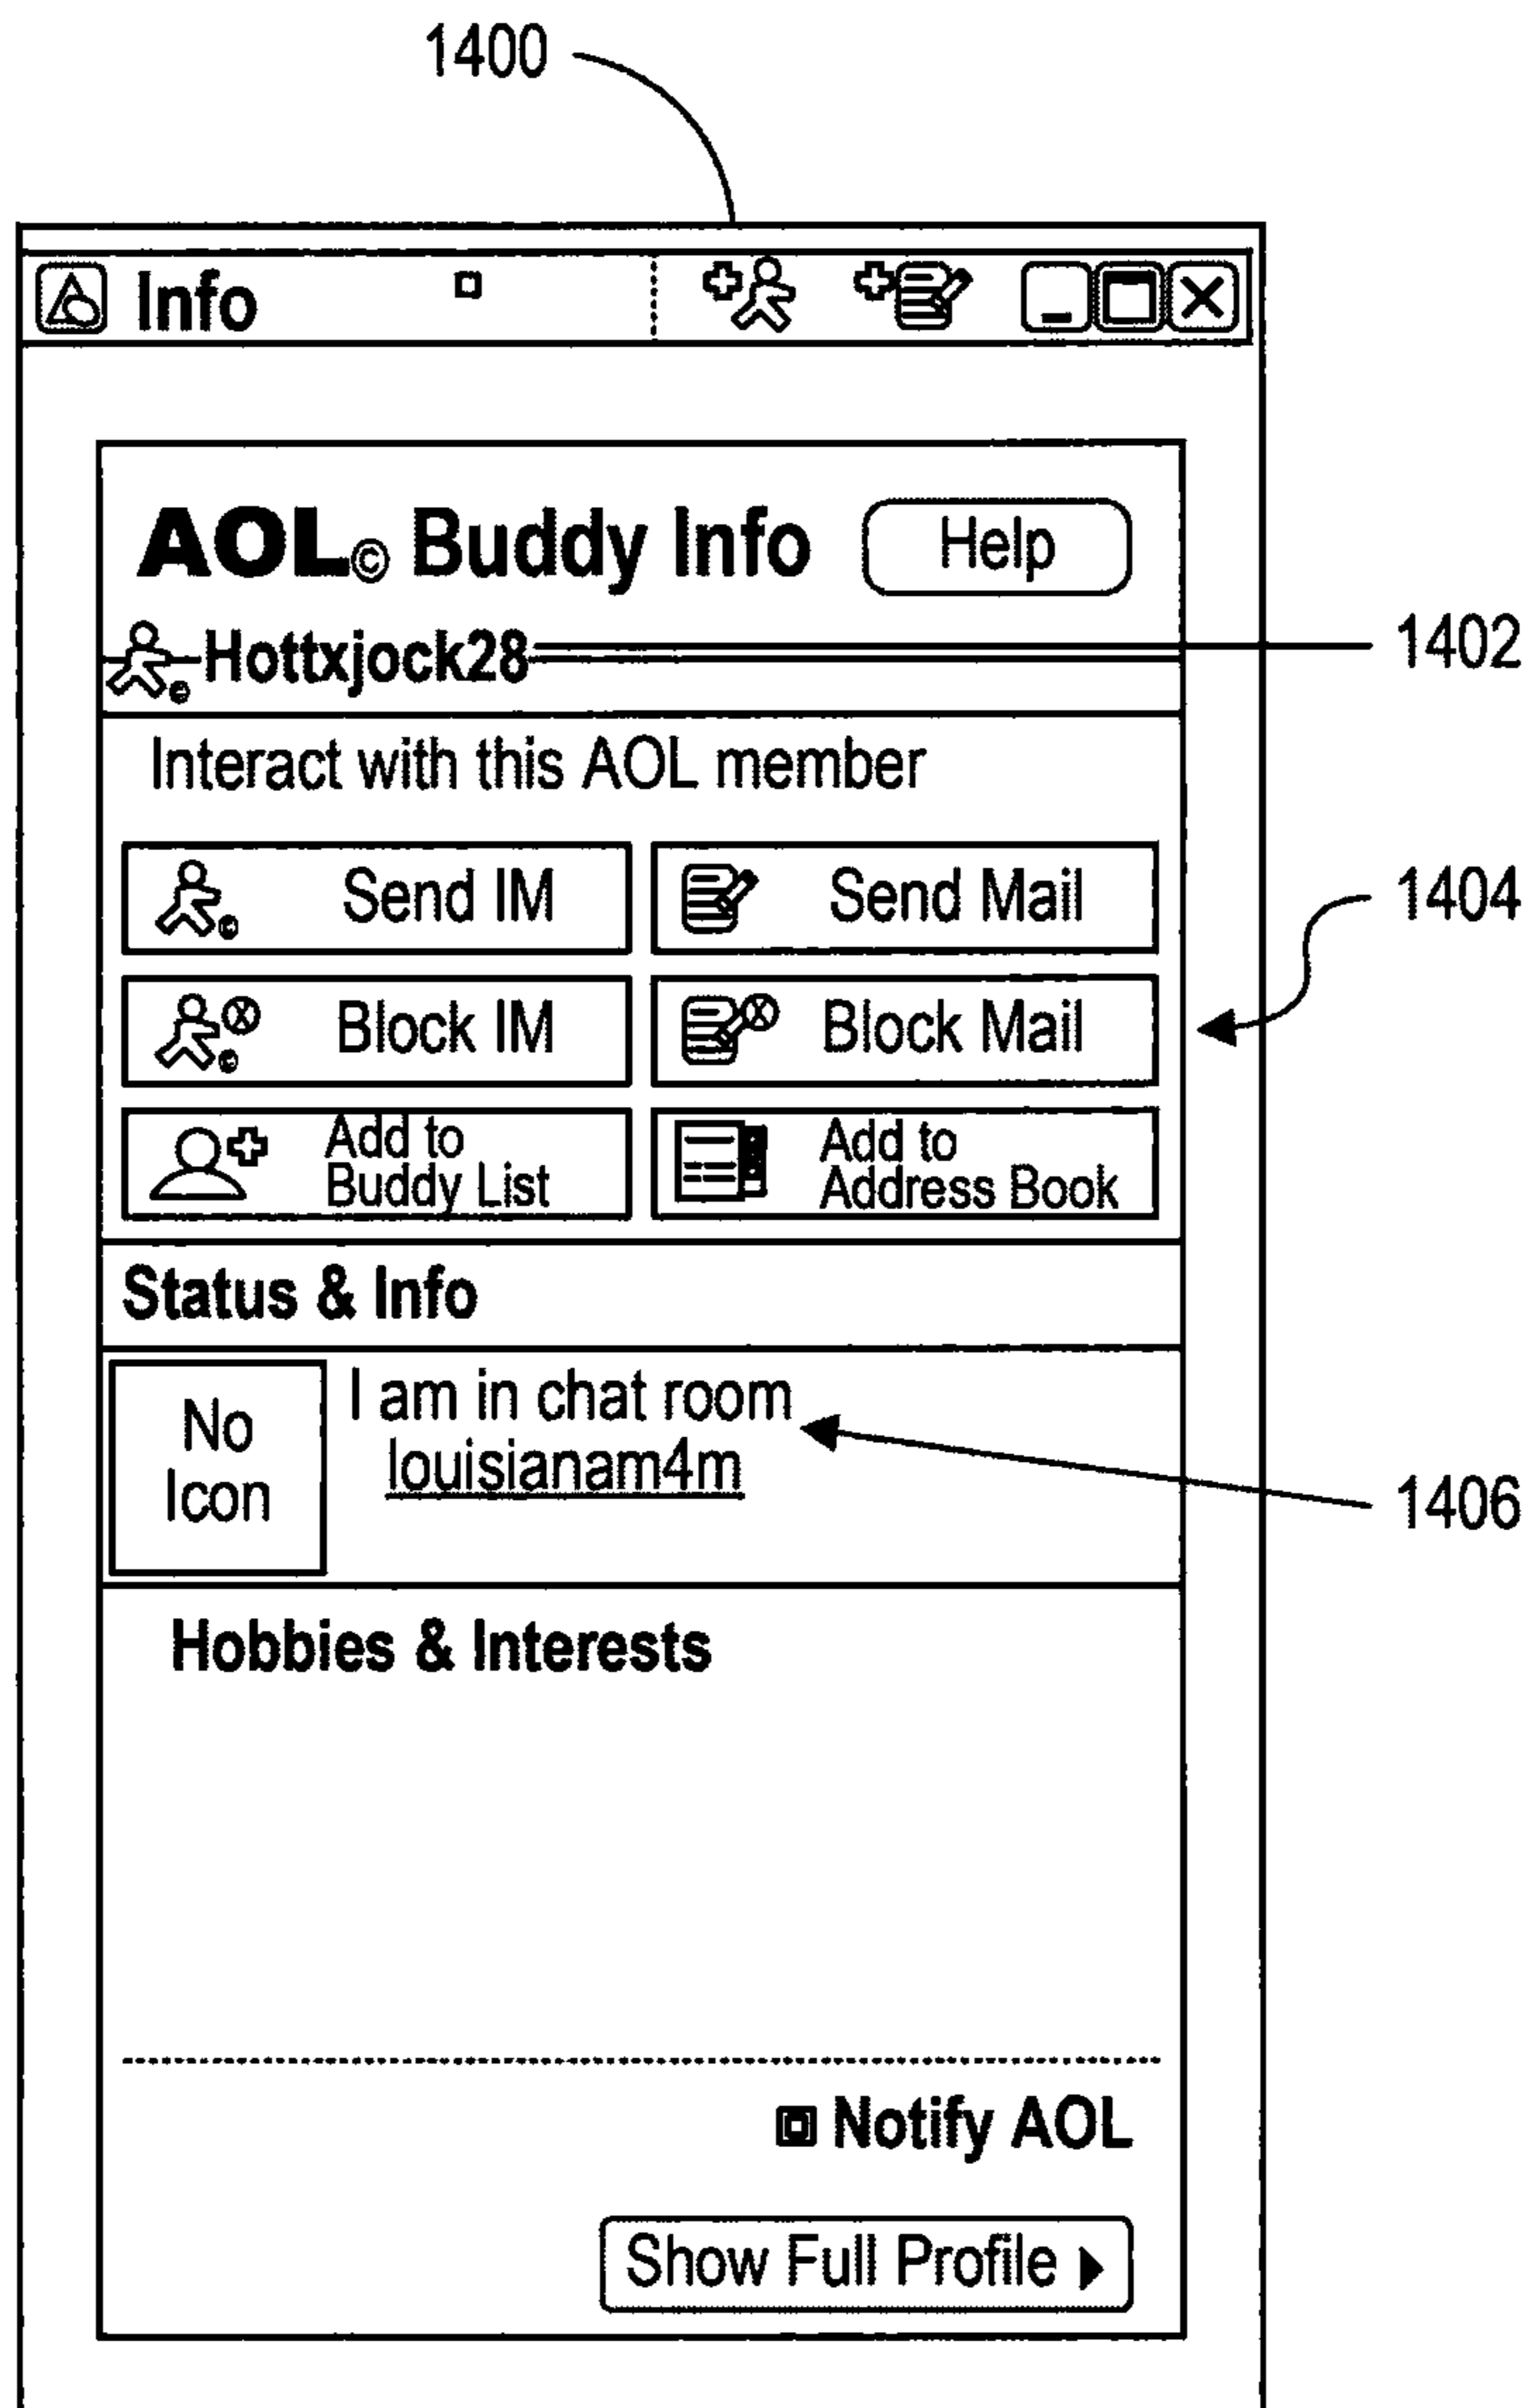 1400
Info
AOL© Buddy Info
Help
Hottxjock28
1402
Interact with this AOL member
Send IM
Send Mail
1404
Block IM
Block Mail
Add to
Buddy List
Add to
Address Book
Status & Info
No
Icon
I am in chat room
louisianam4m
1406
Hobbies & Interests
Notify AOL
Show Full Profile